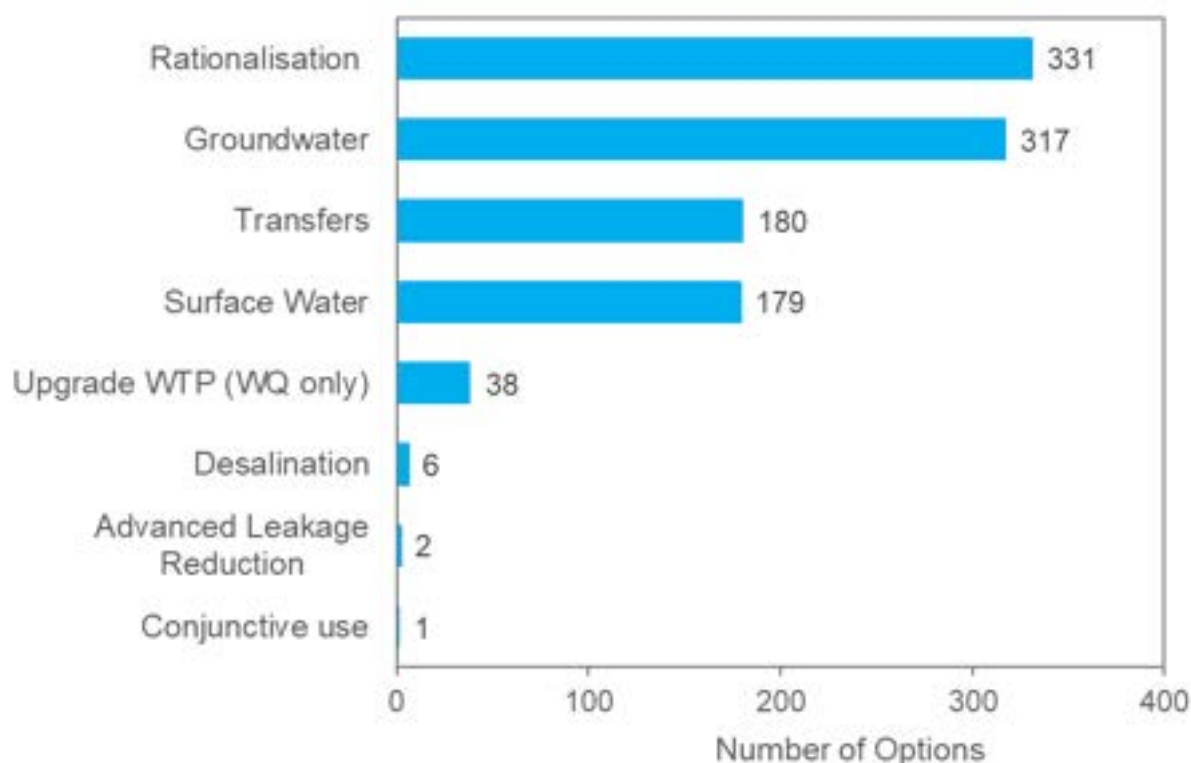 Rationalisation 331
Groundwater 317
Transfers 180
Surface Water 179
Upgrade WTP (WQ only) 38
Desalination 6
Advanced Leakage
Reduction 2
Conjunctive use 1
0 100 200 300 400
Number of Options